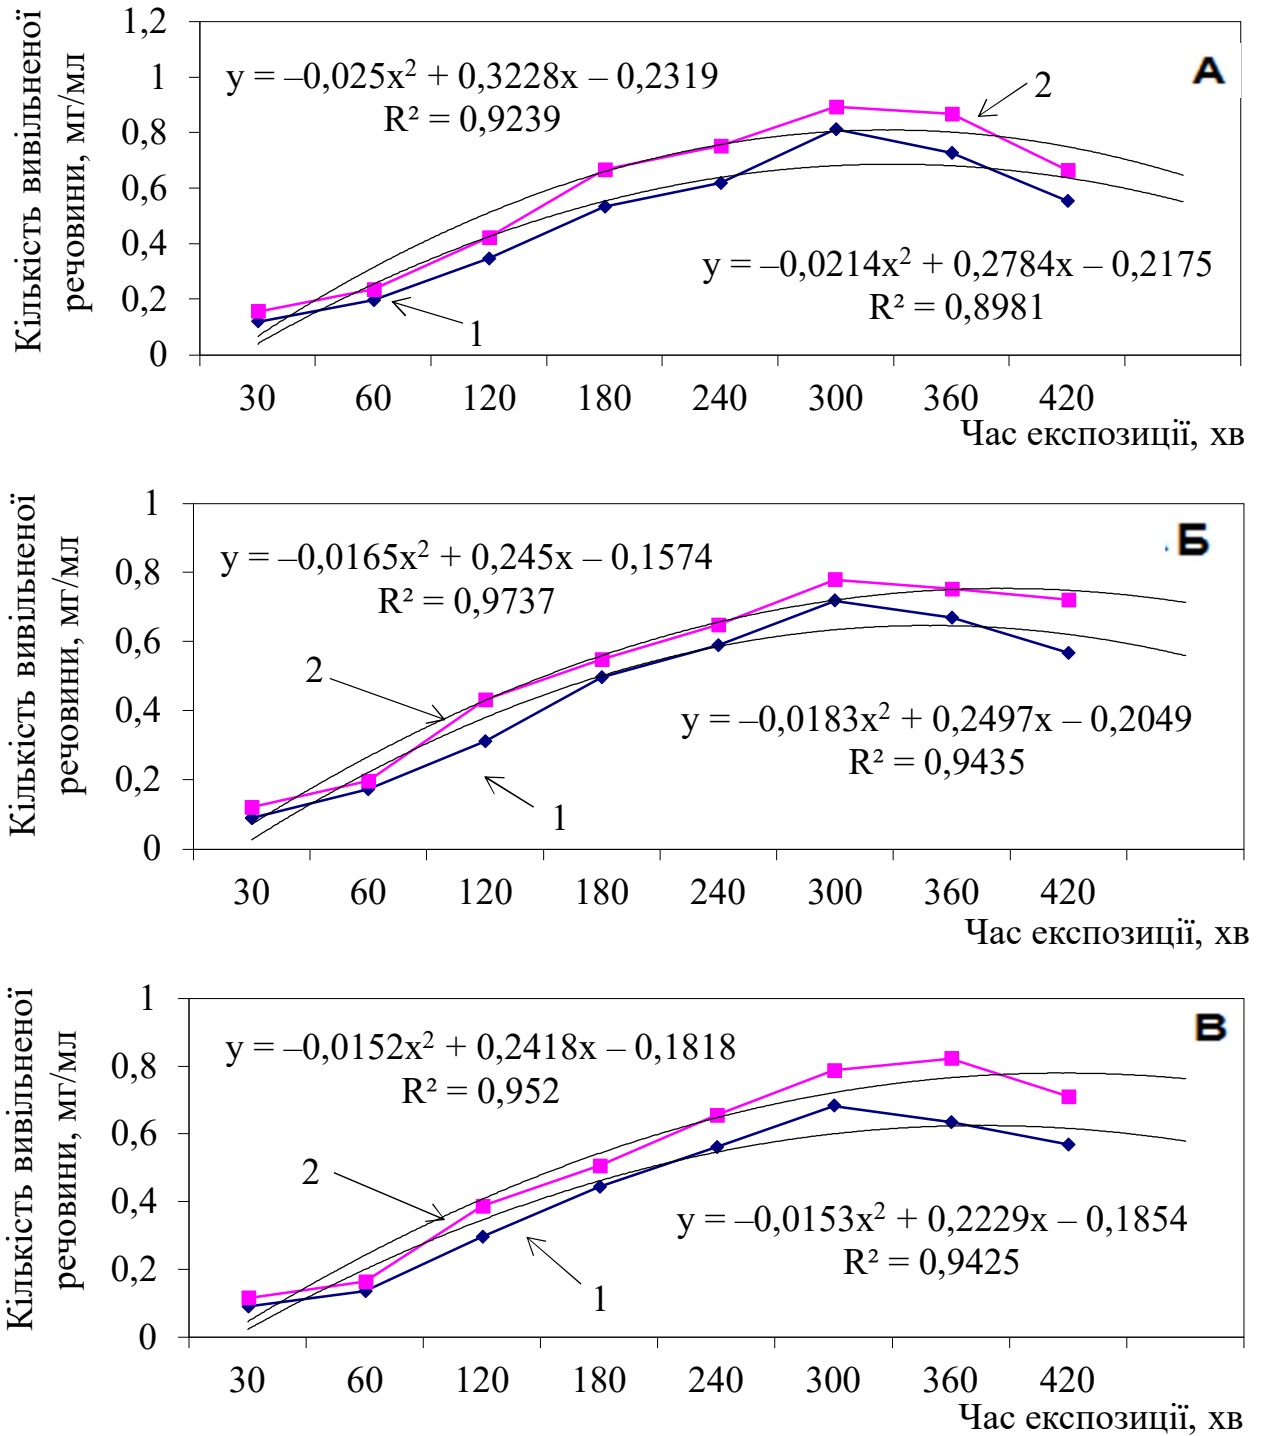 Кількість вивільненої
речовини, мг/мл
1,2
1
0,8
0,6
0,4
0,2
0
y = –0,025x² + 0,3228x – 0,2319
R² = 0,9239
А
2
y = –0,0214x² + 0,2784x – 0,2175
R² = 0,8981
1
30 60 120 180 240 300 360 420
Час експозиції, хв
Кількість вивільненої
речовини, мг/мл
1
0,8
0,6
0,4
0,2
0
y = –0,0165x² + 0,245x – 0,1574
R² = 0,9737
Б
2
y = –0,0183x² + 0,2497x – 0,2049
R² = 0,9435
1
30 60 120 180 240 300 360 420
Час експозиції, хв
Кількість вивільненої
речовини, мг/мл
1
0,8
0,6
0,4
0,2
0
y = –0,0152x² + 0,2418x – 0,1818
R² = 0,952
В
2
y = –0,0153x² + 0,2229x – 0,1854
R² = 0,9425
1
30 60 120 180 240 300 360 420
Час експозиції, хв